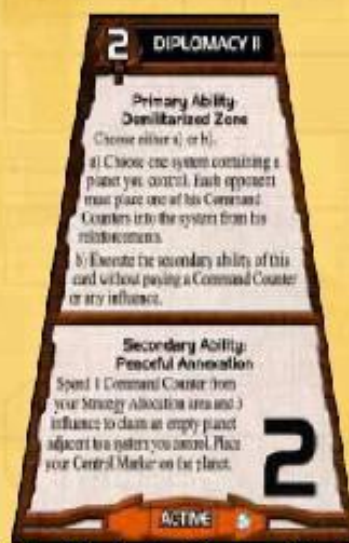 2 DIPLOMACY II
Primary Ability:
Demilitarized Zone
Choose either a) or b).
a) Choose one system containing a
planet you control. Each opponent
must place one of his Command
Counters into the system from his
reinforcements.
b) Execute the secondary ability of this
card without paying a Command Counter
or any influence.
Secondary Ability:
Peaceful Annexation
Spend 1 Command Counter from
your Strategy Allocation area and 3
influence to claim an empty planet
adjacent to a system you control. Place
your Control Marker on the planet.
2
ACTIVE